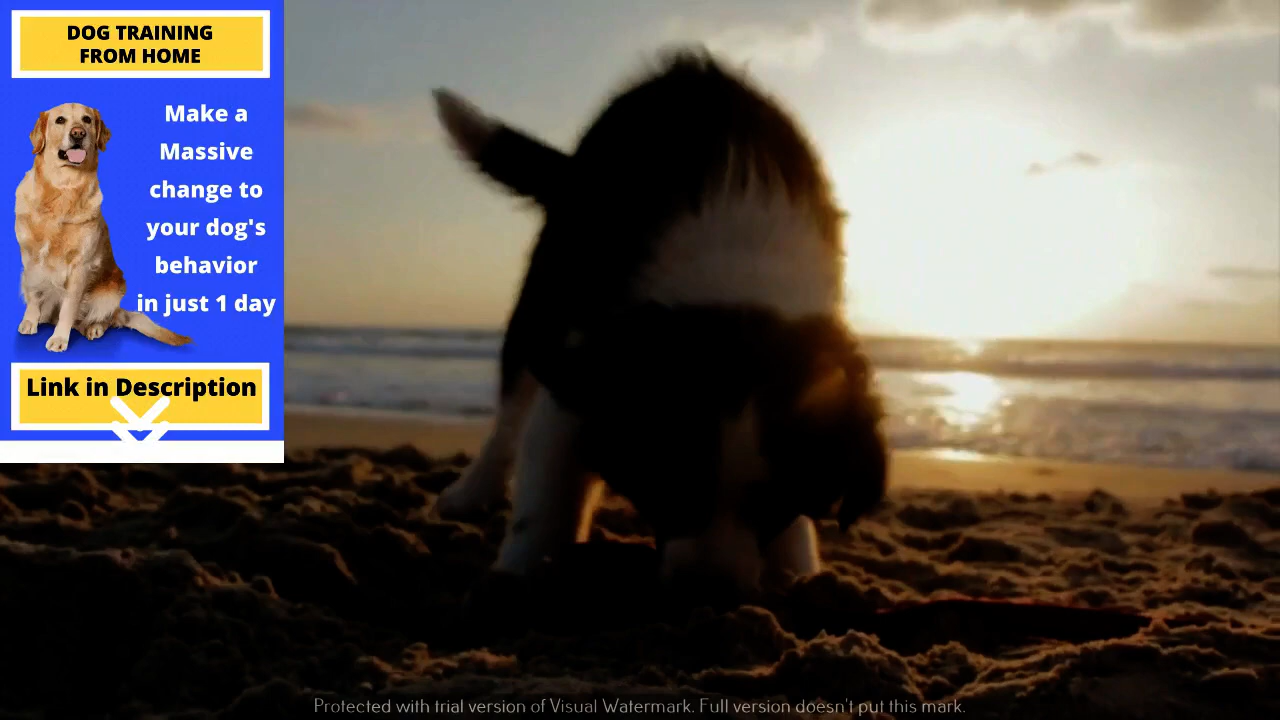 DOG TRAINING
FROM HOME
Make a
Massive
change to
your dog's
behavior
in just 1 day
Link in Description
Protected with trial version of Visual Watermark. Full version doesn't put this mark.